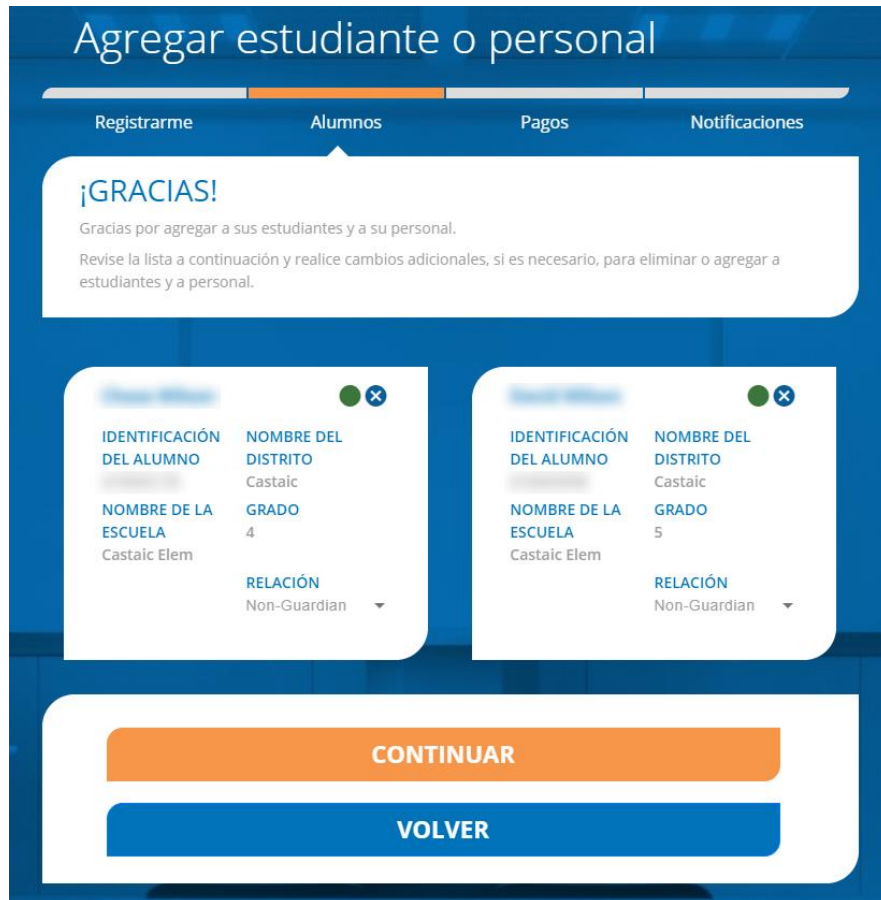 Agregar estudiante o personal
Registrarme
Alumnos
Pagos
Notificaciones
¡GRACIAS!
Gracias por agregar a sus estudiantes y a su personal.
Revise la lista a continuación y realice cambios adicionales, si es necesario, para eliminar o agregar a
estudiantes y a personal.
IDENTIFICACIÓN
DEL ALUMNO
NOMBRE DEL
DISTRITO
Castaic
NOMBRE DE LA
ESCUELA
Castaic Elem
GRADO
4
RELACIÓN
Non-Guardian
IDENTIFICACIÓN
DEL ALUMNO
NOMBRE DEL
DISTRITO
Castaic
NOMBRE DE LA
ESCUELA
Castaic Elem
GRADO
5
RELACIÓN
Non-Guardian
CONTINUAR
VOLVER